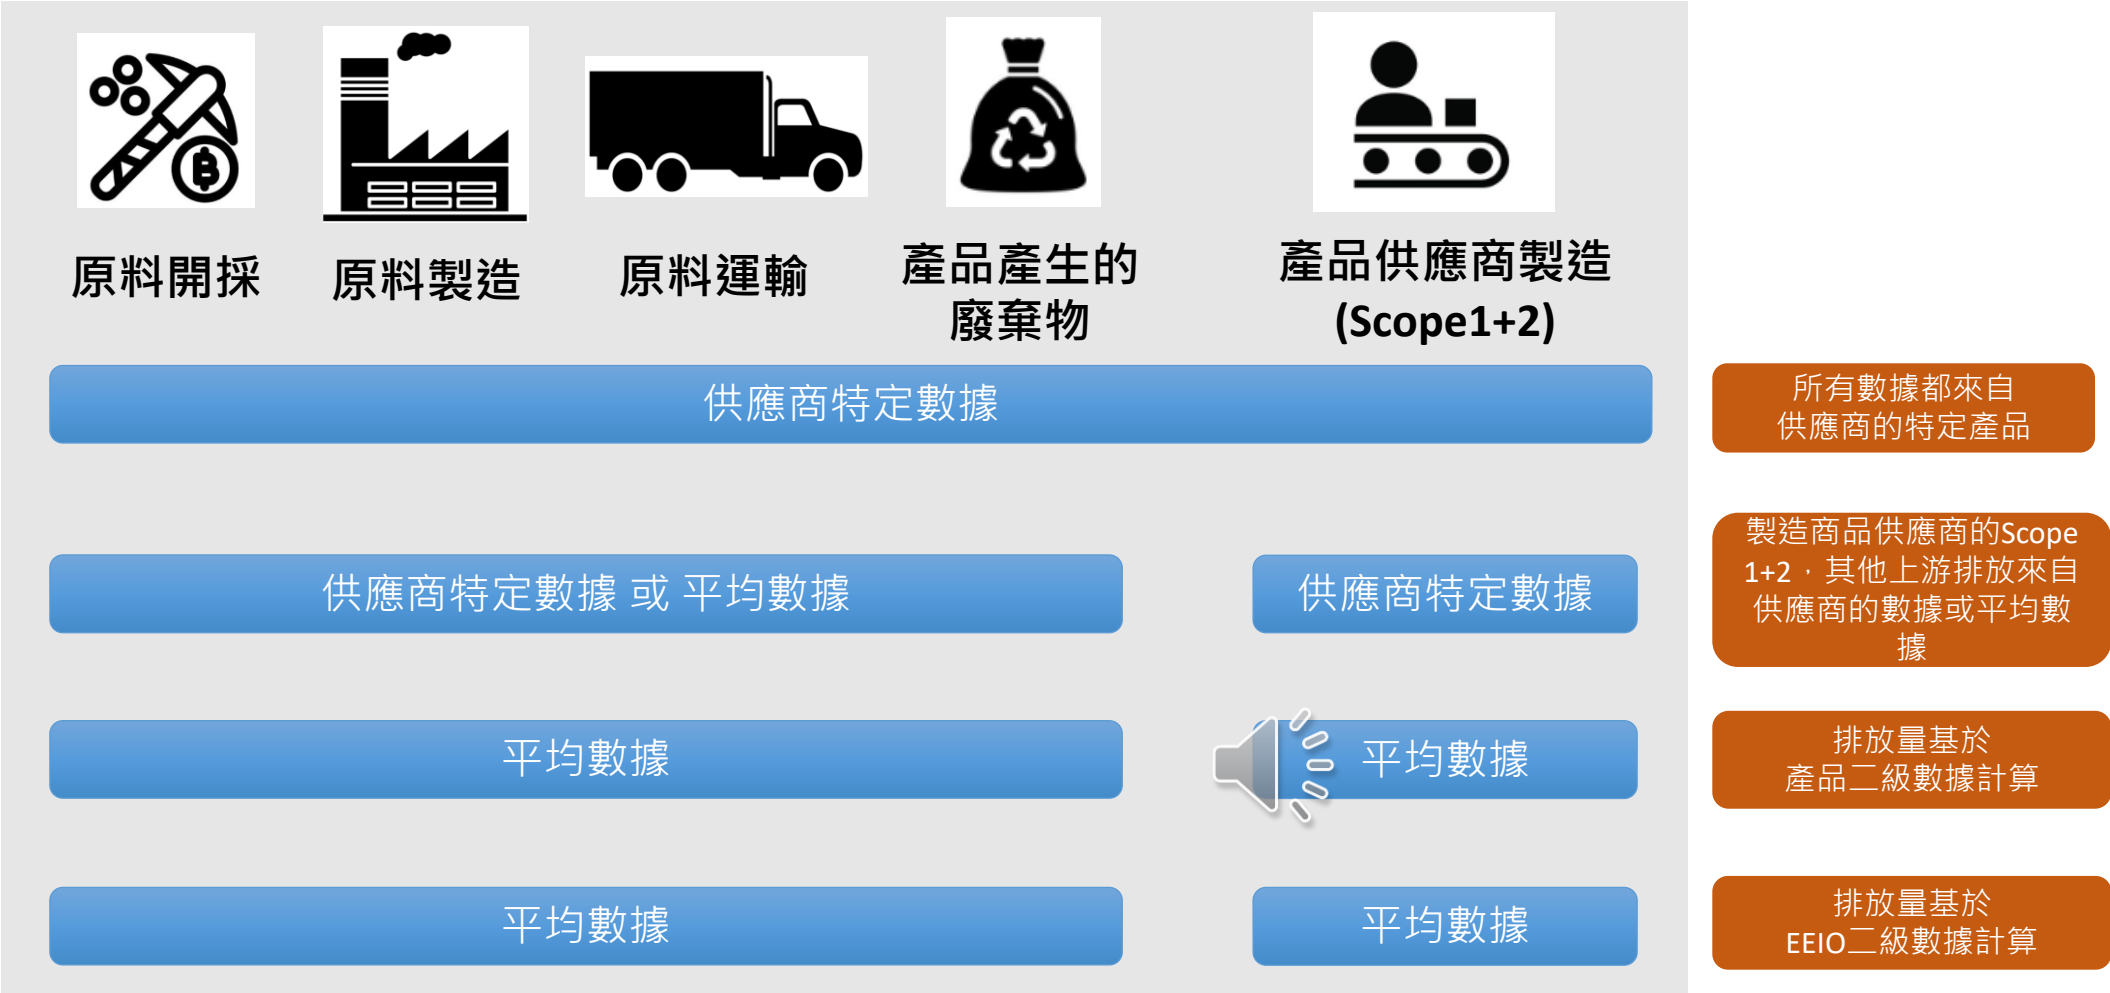 原料開採
原料製造
原料運輸
產品產生的
廢棄物
產品供應商製造
(Scope1+2)
供應商特定數據
所有數據都來自
供應商的特定產品
供應商特定數據 或 平均數據
供應商特定數據
製造商品供應商的Scope
1+2，其他上游排放來自
供應商的數據或平均數
據
平均數據
平均數據
排放量基於
產品二級數據計算
平均數據
平均數據
排放量基於
EEIO二級數據計算